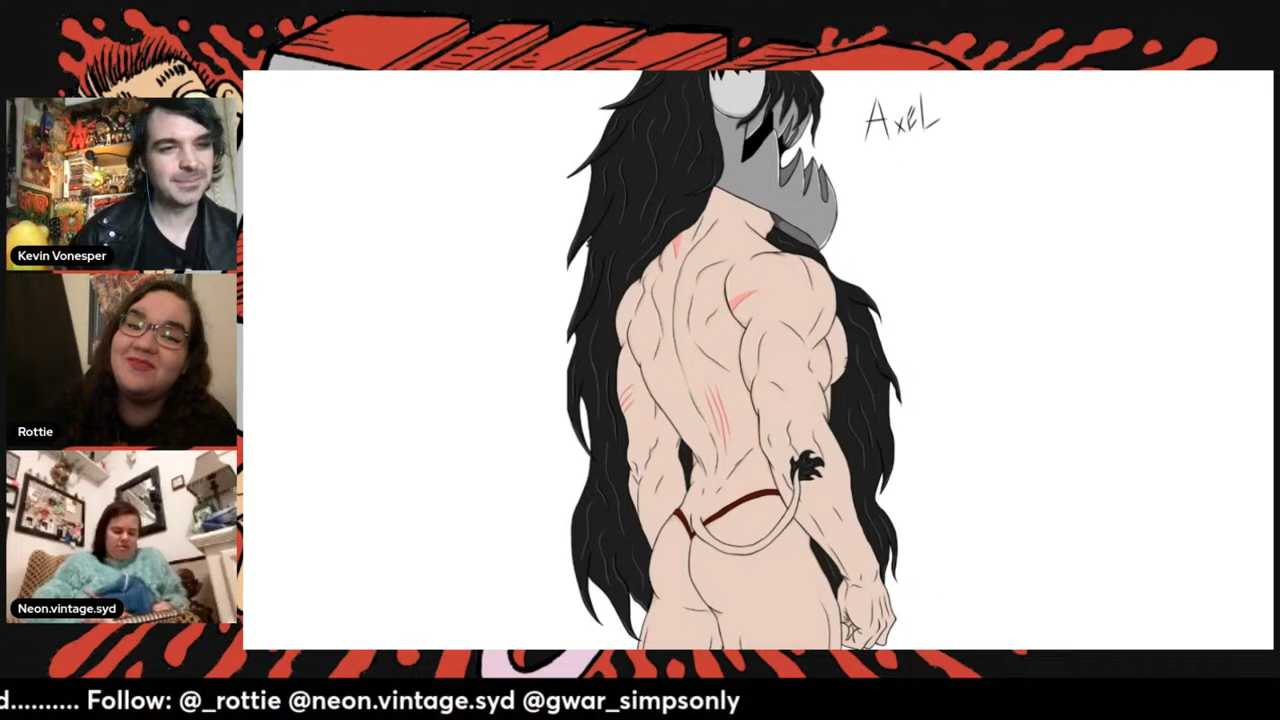 AxEL
Kevin Vonesper
Rottie
Neon.vintage.syd
d.......... Follow: @_rottie @neon.vintage.syd @gwar_simpsonly